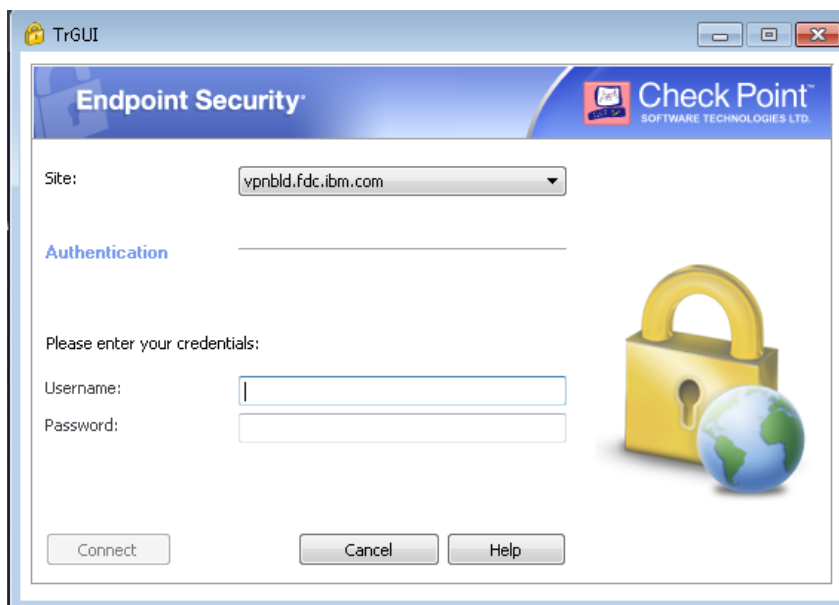 TrGUI
Endpoint Security
Check Point™
SOFTWARE TECHNOLOGIES LTD.
Site:
vpnbld.fdc.ibm.com
Authentication
Please enter your credentials:
Username:
Password:
Connect
Cancel
Help